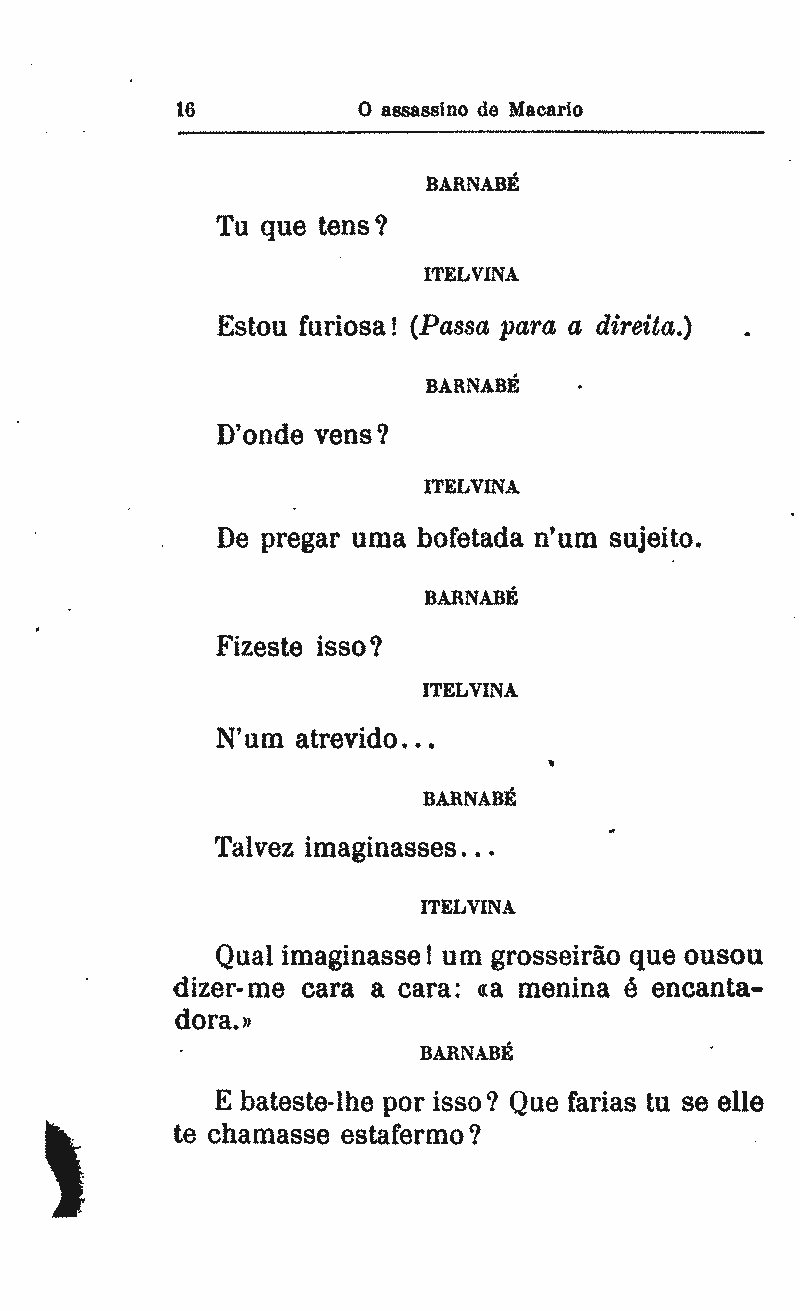 16 O assassino de Macario
BARNABÉ
Tu que tens?
ITELVINA
Estou furiosa! (Passa para a direita.)
BARNABÉ
D'onde vens?
ITELVINA
De pregar uma bofetada n'um sujeito.
BARNABÉ
Fizeste isso?
ITELVINA
N'um atrevido...
BARNABÉ
Talvez imaginasses...
ITELVINA
Qual imaginasse! um grosseirão que ousou
dizer-me cara a cara: «a menina é encanta-
dora.»
BARNABÉ
E bateste-lhe por isso? Que farias tu se elle
te chamasse estafermo?